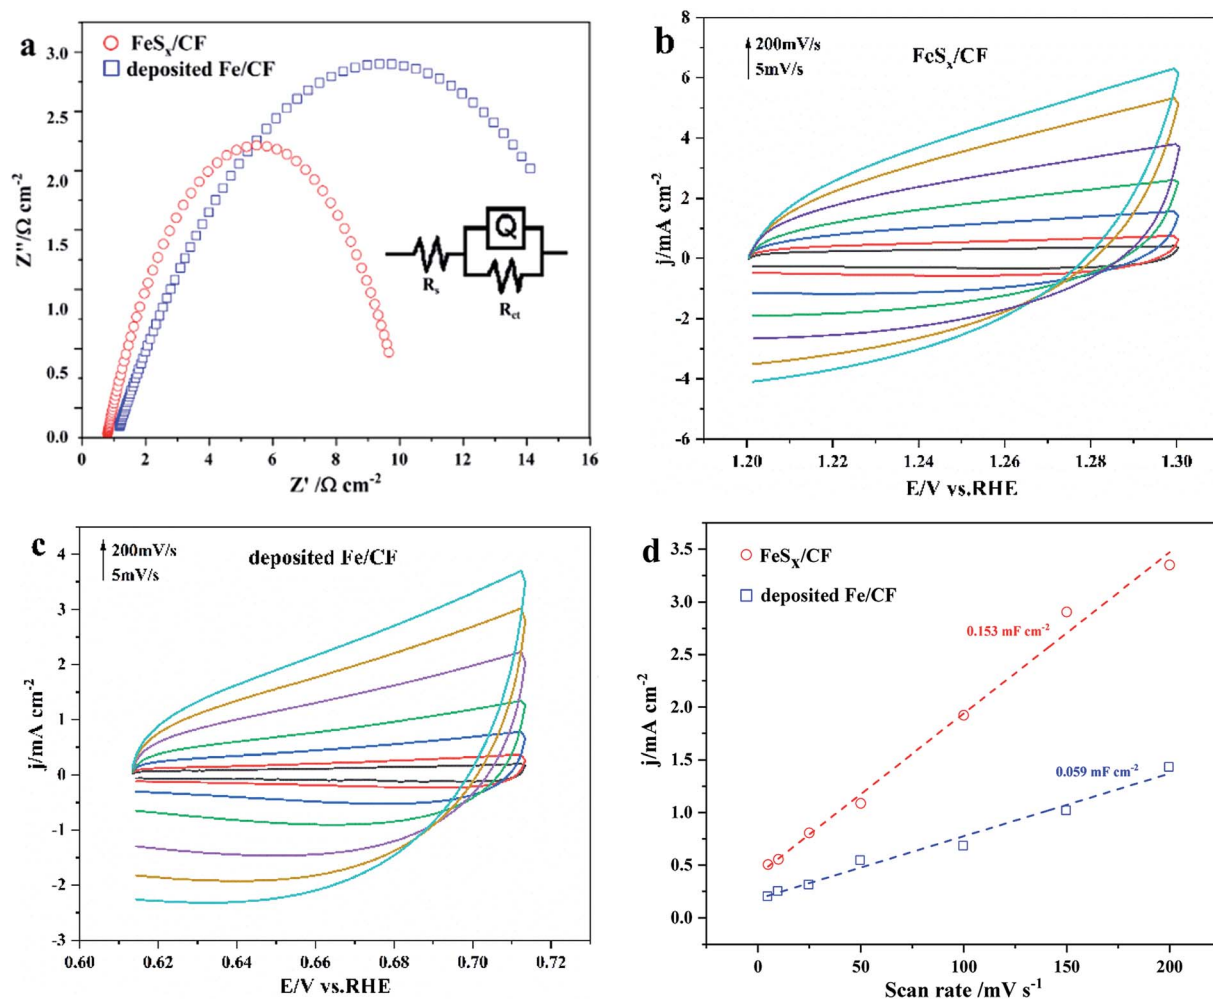 a
FeSx/CF
deposited Fe/CF
3.0
2.5
2.0
1.5
1.0
0.5
0.0
0 2 4 6 8 10 12 14 16
Z''/Ω cm-2
Z' /Ω cm-2
Q
Rs
Rct
b
200mV/s
5mV/s
FeSx/CF
6
4
2
0
-2
-4
-6
1.20 1.22 1.24 1.26 1.28 1.30
j/mA cm-2
E/V vs.RHE
c
200mV/s
5mV/s
deposited Fe/CF
4
3
2
1
0
-1
-2
-3
0.60 0.62 0.64 0.66 0.68 0.70 0.72
j/mA cm-2
E/V vs.RHE
d
FeSx/CF
deposited Fe/CF
0.153 mF cm-2
0.059 mF cm-2
3.5
3.0
2.5
2.0
1.5
1.0
0.5
0.0
0 50 100 150 200
j/mA cm-2
Scan rate /mV s-1